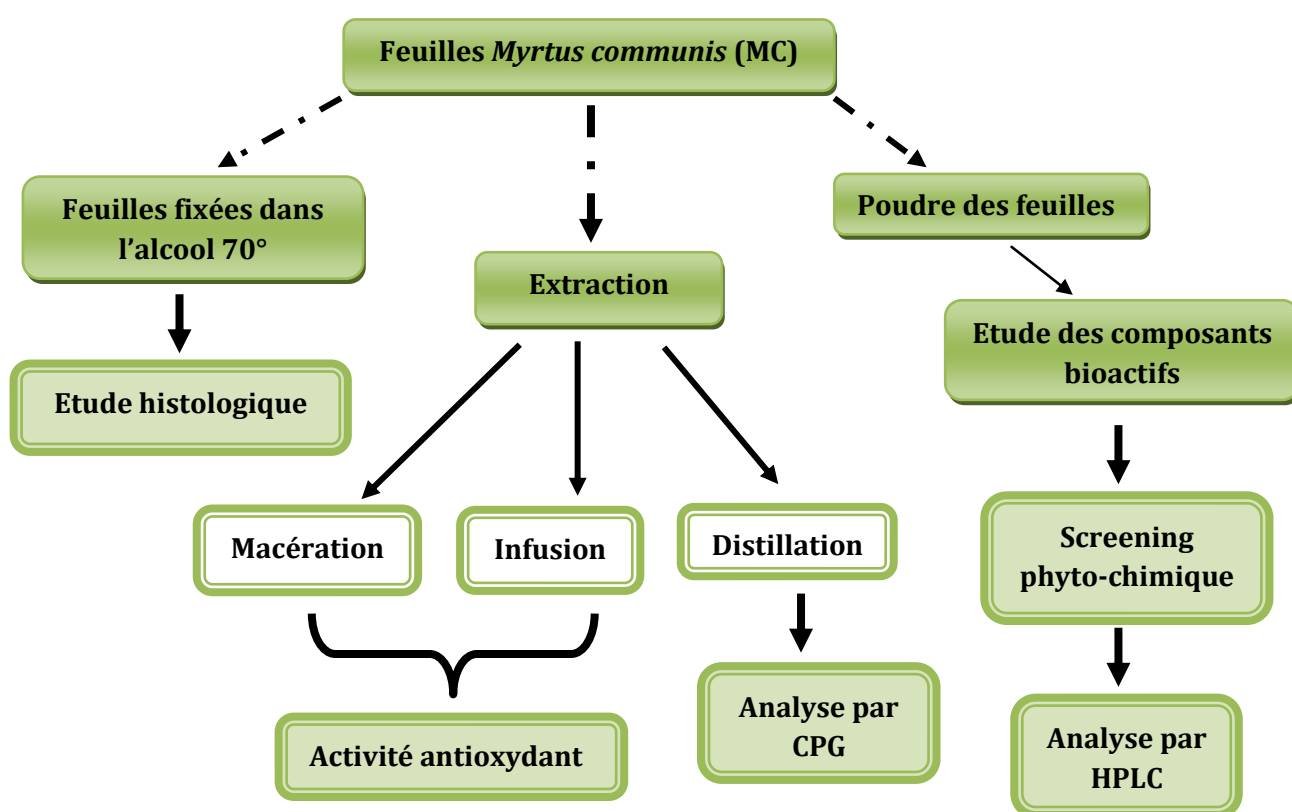 Feuilles Myrtus communis (MC)
Feuilles fixées dans
l'alcool 70°
Poudre des feuilles
Extraction
Etude des composants
bioactifs
Etude histologique
Macération
Infusion
Distillation
Screening
phyto-chimique
Activité antioxydant
Analyse par
CPG
Analyse par
HPLC